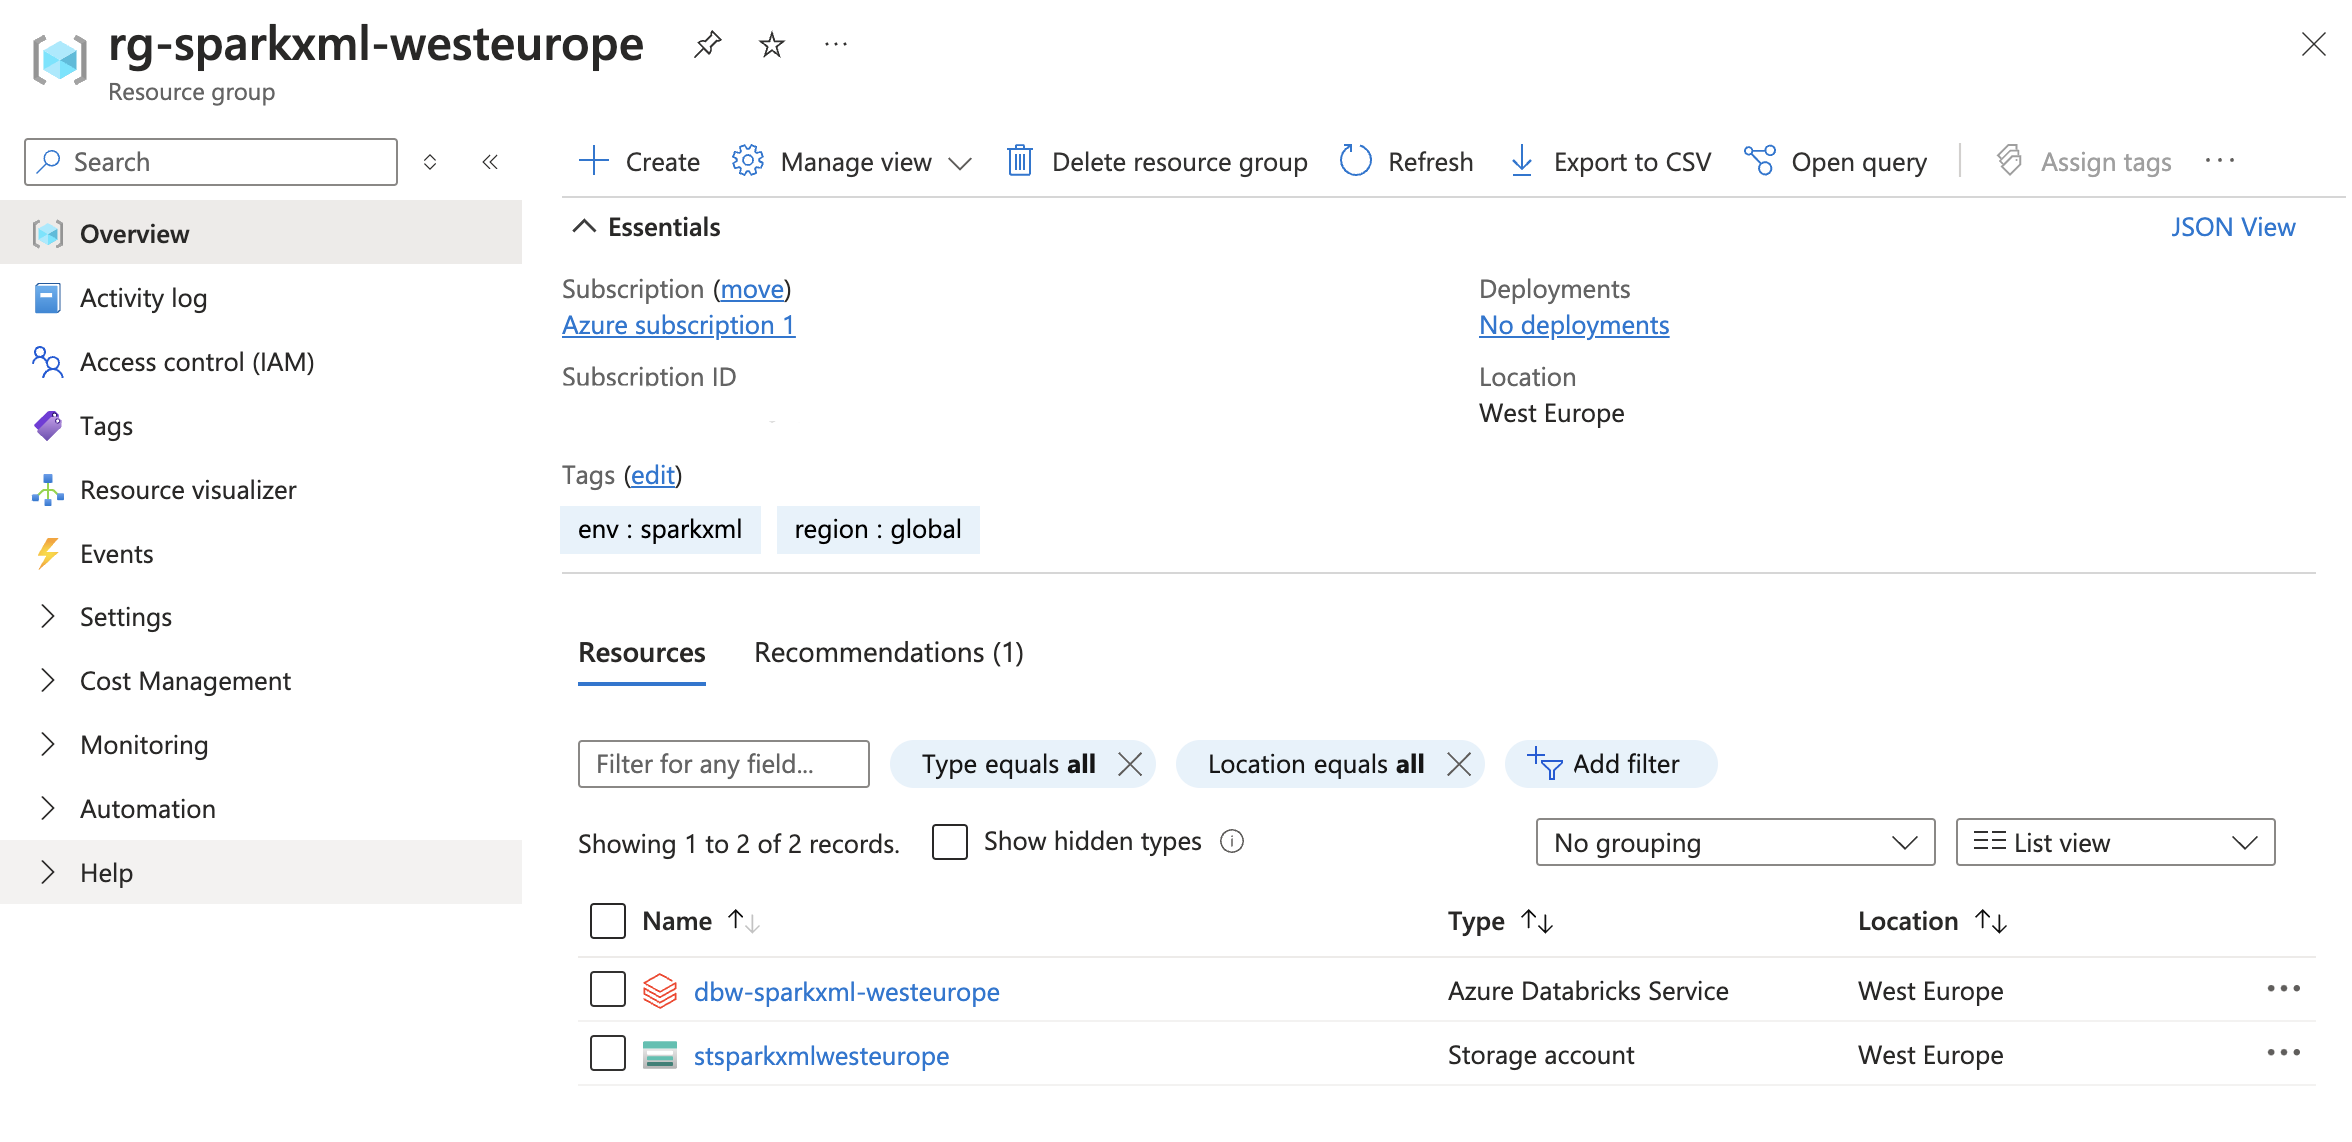 rg-sparkxml-westeurope
Resource group
Search
Create
Manage view
Delete resource group
Refresh
Export to CSV
Open query
Assign tags
Overview
Activity log
Access control (IAM)
Tags
Resource visualizer
Events
Settings
Cost Management
Monitoring
Automation
Help
Essentials
JSON View
Subscription (move)
Azure subscription 1
Subscription ID
Deployments
No deployments
Location
West Europe
Tags (edit)
env : sparkxml
region : global
Resources
Recommendations (1)
Filter for any field...
Type equals all
Location equals all
Add filter
Showing 1 to 2 of 2 records.
Show hidden types
No grouping
List view
Name
Type
Location
dbw-sparkxml-westeurope
Azure Databricks Service
West Europe
stsparkxmlwesteurope
Storage account
West Europe